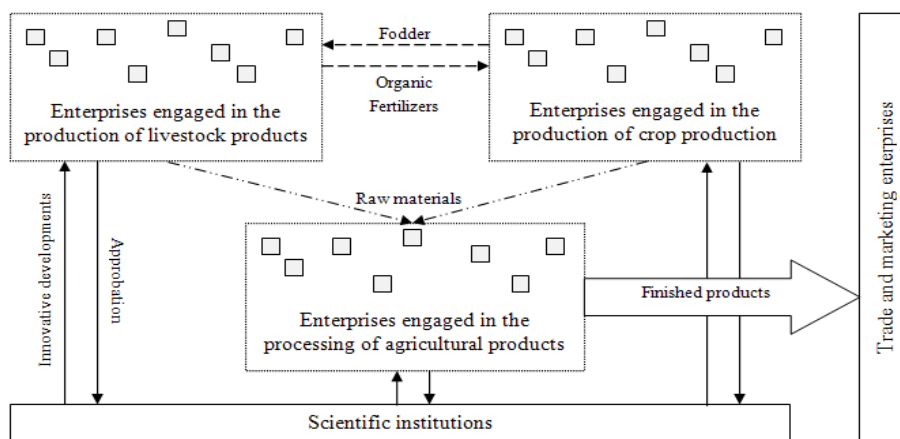 Fodder
Organic
Fertilizers
Enterprises engaged in the
production of livestock products
Enterprises engaged in the
production of crop production
Raw materials
Innovative developments
Approbation
Enterprises engaged in the
processing of agricultural products
Finished products
Trade and marketing enterprises
Scientific institutions